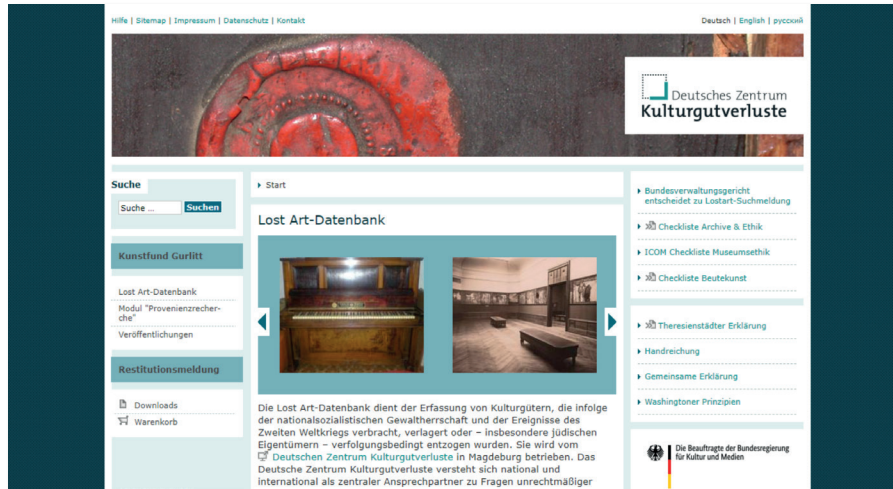 Hilfe | Sitemap | Impressum | Datenschutz | Kontakt
Deutsch | English | русский
Deutsches Zentrum
Kulturgutverluste
Suche
Suche ...
Suchen
Kunstfund Gurlitt
Lost Art-Datenbank
Modul "Provenienzrecher-
che"
Veröffentlichungen
Restitutionsmeldung
Downloads
Warenkorb
Start
Lost Art-Datenbank
Die Lost Art-Datenbank dient der Erfassung von Kulturgütern, die infolge
der nationalsozialistischen Gewaltherrschaft und der Ereignisse des
Zweiten Weltkriegs verbracht, verlagert oder – insbesondere jüdischen
Eigentümern – verfolgungsbedingt entzogen wurden. Sie wird vom
Deutschen Zentrum Kulturgutverluste in Magdeburg betrieben. Das
Deutsche Zentrum Kulturgutverluste versteht sich national und
international als zentraler Ansprechpartner zu Fragen unrechtmäßiger
Bundesverwaltungsgericht
entscheidet zu Lostart-Suchmeldung
Checkliste Archive & Ethik
ICOM Checkliste Museumsethik
Checkliste Beutekunst
Theresienstädter Erklärung
Handreichung
Gemeinsame Erklärung
Washingtoner Prinzipien
Die Beauftragte der Bundesregierung
für Kultur und Medien